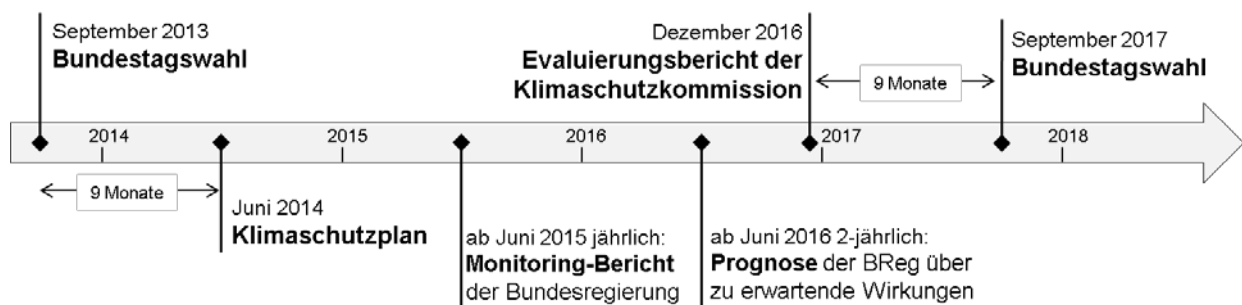 September 2013
Bundestagswahl
Dezember 2016
Evaluierungsbericht der
Klimaschutzkommission
9 Monate
September 2017
Bundestagswahl
2014
2015
2016
2017
2018
9 Monate
Juni 2014
Klimaschutzplan
ab Juni 2015 jährlich:
Monitoring-Bericht
der Bundesregierung
ab Juni 2016 2-jährlich:
Prognose der BReg über
zu erwartende Wirkungen